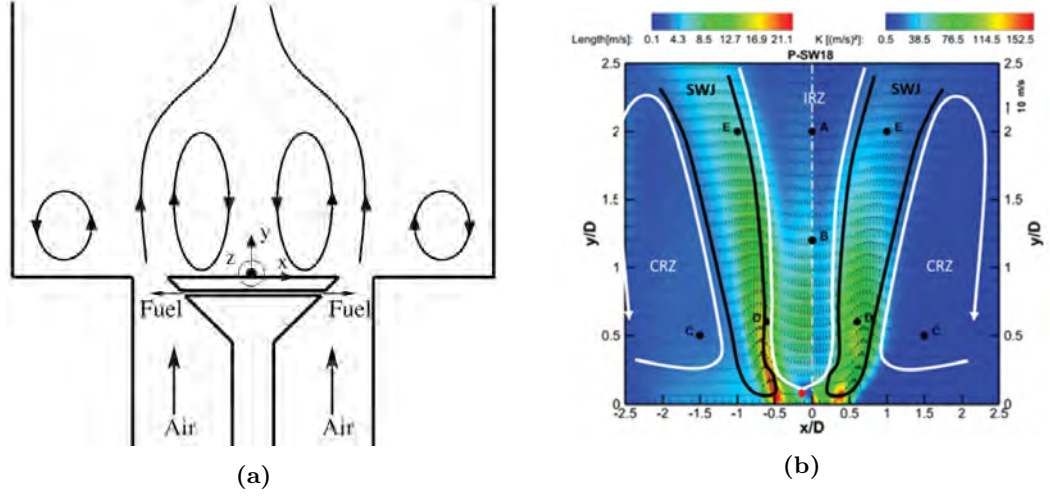 y
z
x
Fuel
Fuel
Air
Air
(a)
Length[m/s]: 0.1 4.3 8.5 12.7 16.9 21.1
K [(m/s)²]: 0.5 38.5 76.5 114.5 152.5
P-SW18
2.5
2
1.5
1
0.5
0
y/D
SWJ
IRZ
SWJ
E
A
E
B
CRZ
CRZ
D
D
C
C
2.5
10 m/s
2
1.5
1
0.5
0
y/D
-2.5 -2 -1.5 -1 -0.5 0 0.5 1 1.5 2 2.5
x/D
(b)